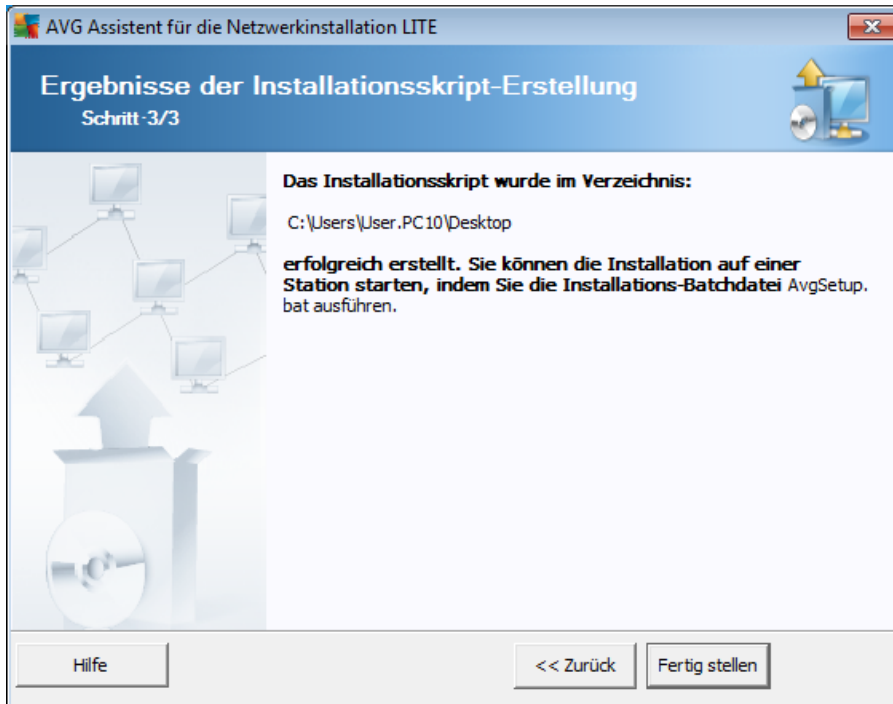 AVG Assistent für die Netzwerkinstallation LITE
Ergebnisse der Installationsskript-Erstellung
Schritt-3/3
Das Installationsskript wurde im Verzeichnis:
C:\Users\User.PC10\Desktop
erfolgreich erstellt. Sie können die Installation auf einer
Station starten, indem Sie die Installations-Batchdatei AvgSetup.
bat ausführen.
Hilfe
<< Zurück
Fertig stellen